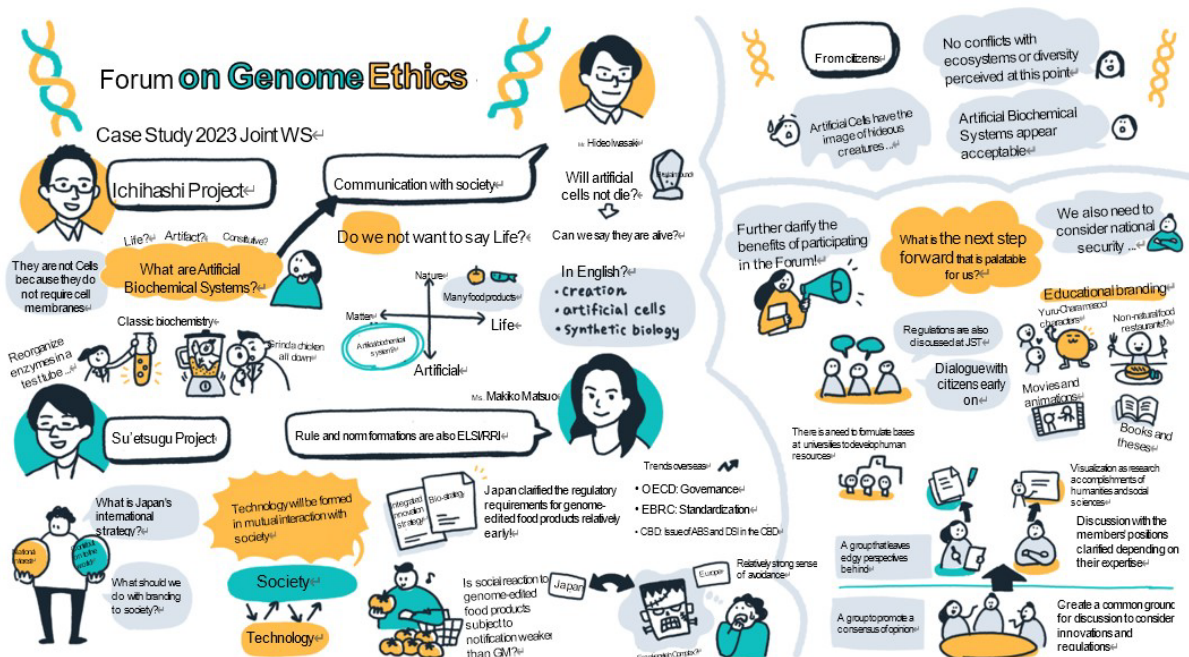 Forum on Genome Ethics
Case Study 2023 Joint WS
Ichihashi Project
Communication with society
Mr. Hideo Iwasaki
Will artificial
cells not die?
Can we say they are alive?
They are not Cells
because they do
not require cell
membranes
Life?
Artifact?
Constitutive?
What are Artificial
Biochemical Systems?
Do we not want to say Life?
Nature
Many food products
Matter
Life
Artificial biochemical
system
Artificial
In English?
• Creation
• artificial cells
• Synthetic biology
Classic biochemistry
Reorganize
enzymes in a
test tube ...
Grind a chicken
all down
Su'etsugu Project
Rule and norm formations are also ELSI/RRI
Ms. Makiko Matsuo
What is Japan's
international
strategy?
National
interest
What should we
do with branding
to society?
Technology will be formed
in mutual interaction with
society
Society
Technology
Integrated
innovation
strategy
Bio-strategy
Japan clarified the regulatory
requirements for genome-
edited food products relatively
early!
Trends overseas
• OECD: Governance
• EBRC: Standardization
• CBD: Issue of ABS and DSI in the CBD
Is social reaction to
genome-edited
food products
subject to
notification weaker
than GM?
Japan
Europe
Relatively strong sense
of avoidance
From citizens
No conflicts with
ecosystems or diversity
perceived at this point
Artificial Cells have the
image of hideous
creatures ...
Artificial Biochemical
Systems appear
acceptable
Further clarify the
benefits of participating
in the Forum!
What is the next step
forward that is palatable
for us?
We also need to
consider national
security ...
Educational branding
Yuru-Chara mascot
characters
Non-natural food
restaurants!?
Regulations are also
discussed at JST
Dialogue with
citizens early
on
Movies and
animations
Books and
theses
There is a need to formulate bases
at universities to develop human
resources
Visualization as research
accomplishments of
humanities and social
sciences
A group that leaves
edgy perspectives
behind
Discussion with the
members' positions
clarified depending on
their expertise
A group to promote a
consensus of opinion
Create a common ground
for discussion to consider
innovations and
regulations